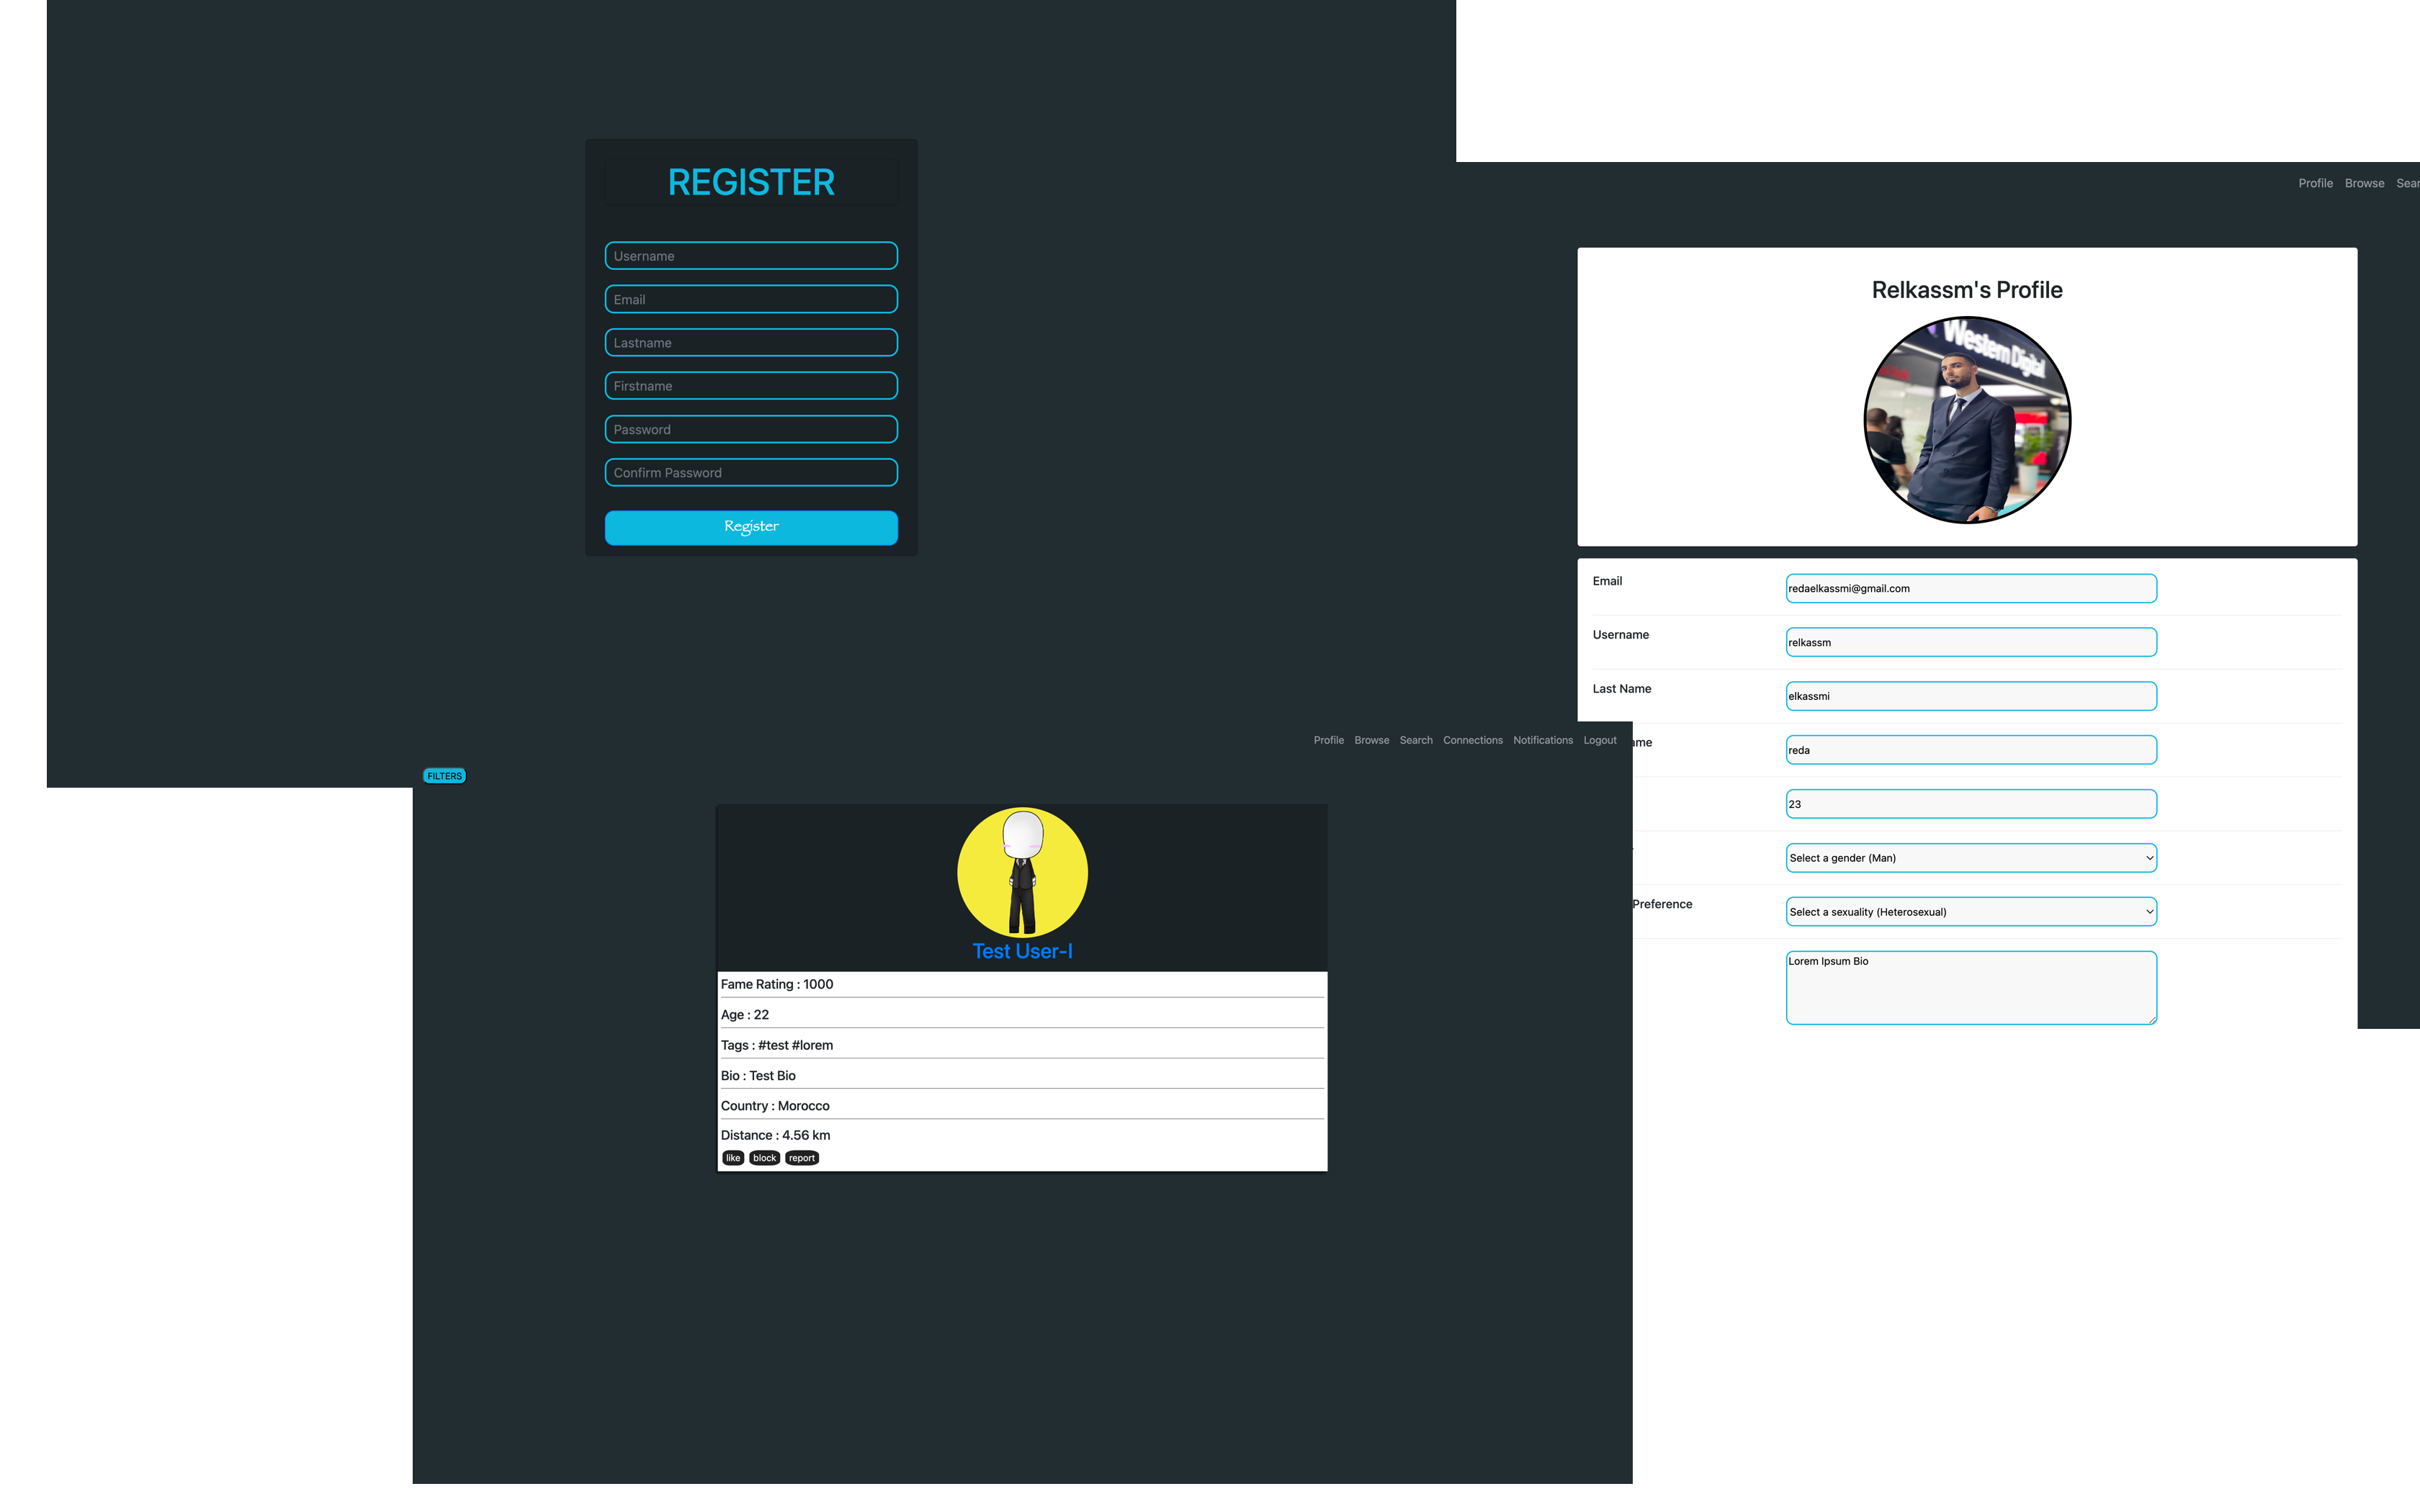 REGISTER
Username
Email
Lastname
Firstname
Password
Confirm Password
Register
Profile Browse
Relkassm's Profile
Western Digital
Email
redaelkassmi@gmail.com
Username
relkassm
Last Name
elkassmi
reda
23
Select a gender (Man)
Preference
Select a sexuality (Heterosexual)
Lorem Ipsum Bio
Profile Browse Search Connections Notifications Logout
FILTERS
Test User-I
Fame Rating : 1000
Age : 22
Tags : #test #lorem
Bio : Test Bio
Country : Morocco
Distance : 4.56 km
like block report